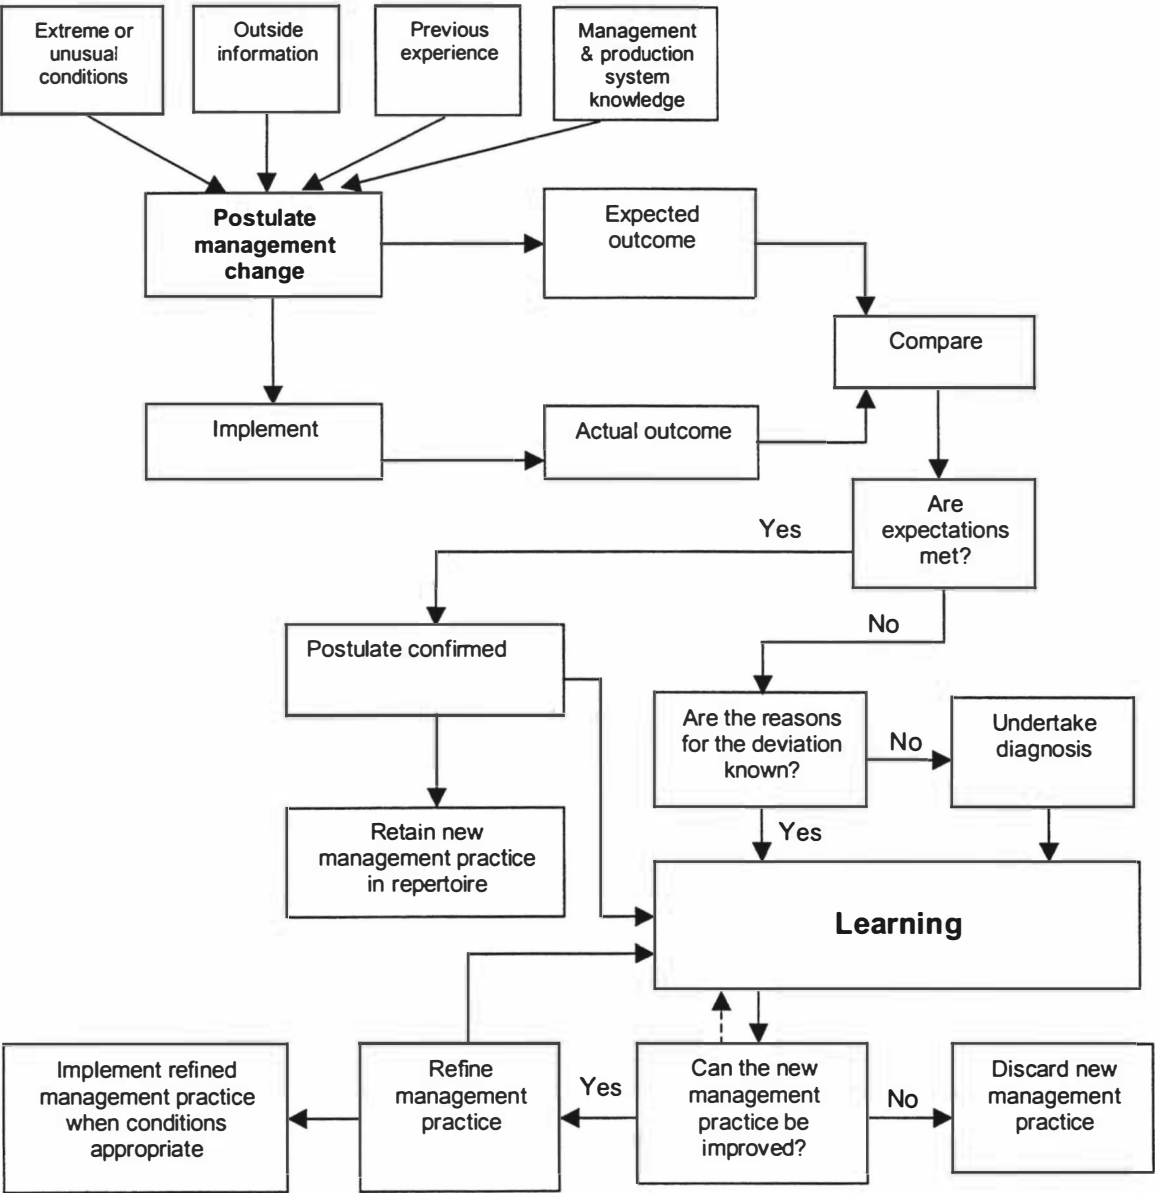 Extreme or
unusual
conditions
Outside
information
Previous
experience
Management
& production
system
knowledge
Postulate
management
change
Expected
outcome
Compare
Implement
Actual outcome
Are
expectations
met?
Yes
No
Postulate confirmed
Are the reasons
for the deviation
known?
No
Undertake
diagnosis
Yes
Retain new
management practice
in repertoire
Learning
Implement refined
management practice
when conditions
appropriate
Refine
management
practice
Yes
Can the new
management
practice be
improved?
No
Discard new
management
practice